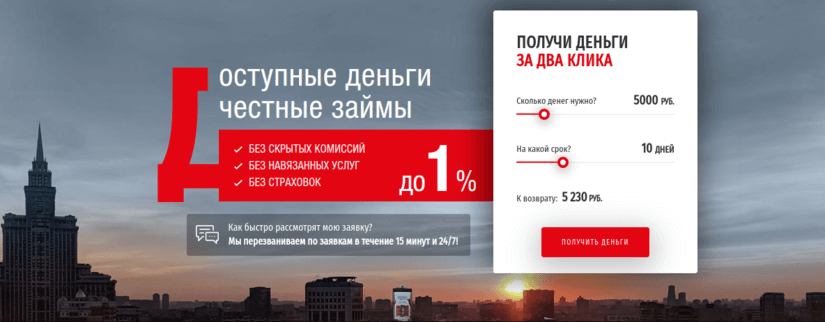 Доступные деньги
честные займы
БЕЗ СКРЫТЫХ КОМИССИЙ
БЕЗ НАВЯЗАННЫХ УСЛУГ
БЕЗ СТРАХОВОК
до 1 %
Как быстро рассмотрят мою заявку?
Мы перезваниваем по заявкам в течение 15 минут и 24/7!
ПОЛУЧИ ДЕНЬГИ
ЗА ДВА КЛИКА
Сколько денег нужно? 5000 РУБ.
На какой срок? 10 ДНЕЙ
К возврату: 5 230 РУБ.
ПОЛУЧИТЬ ДЕНЬГИ